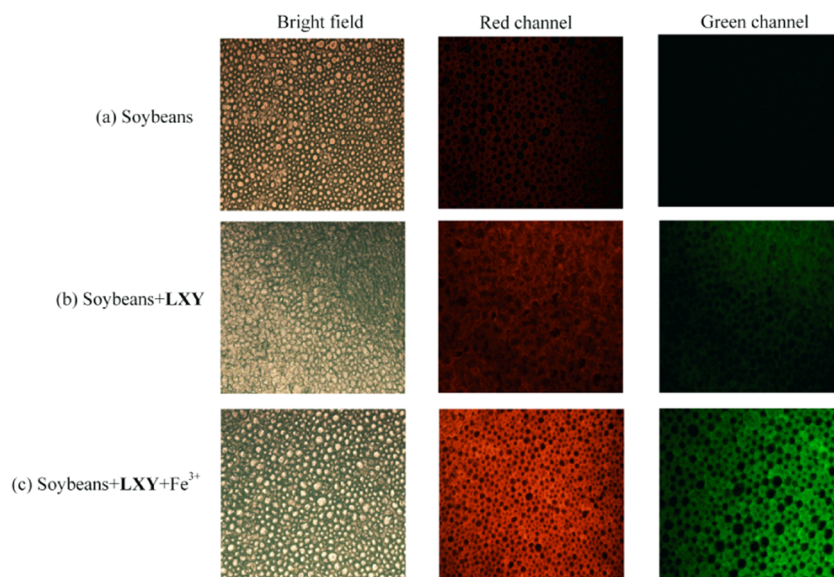 Bright field
Red channel
Green channel
(a) Soybeans
(b) Soybeans+LXY
(c) Soybeans+LXY+Fe³⁺